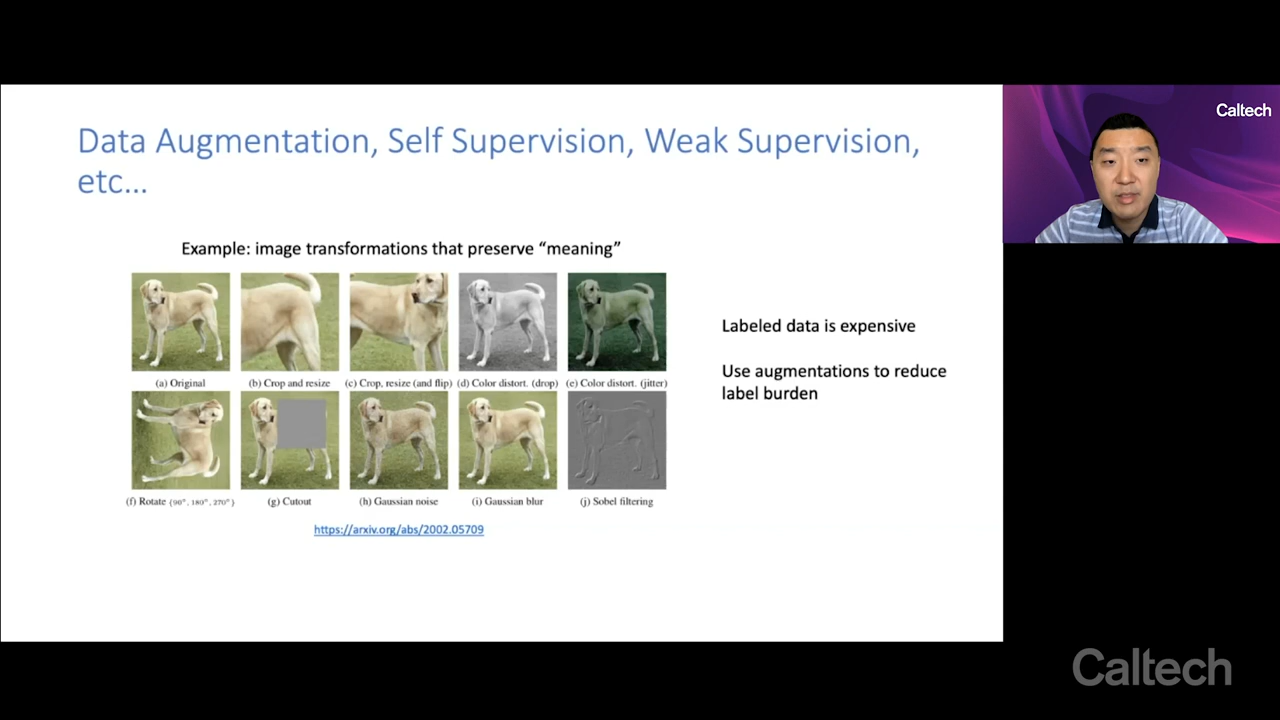 Data Augmentation, Self Supervision, Weak Supervision,
etc...
Example: image transformations that preserve “meaning”
(a) Original
(b) Crop and resize
(c) Crop, resize (and flip)
(d) Color distort. (drop)
(e) Color distort. (jitter)
(f) Rotate {90°, 180°, 270°}
(g) Cutout
(h) Gaussian noise
(i) Gaussian blur
(j) Sobel filtering
https://arxiv.org/abs/2002.05709
Labeled data is expensive
Use augmentations to reduce
label burden
Caltech
Caltech